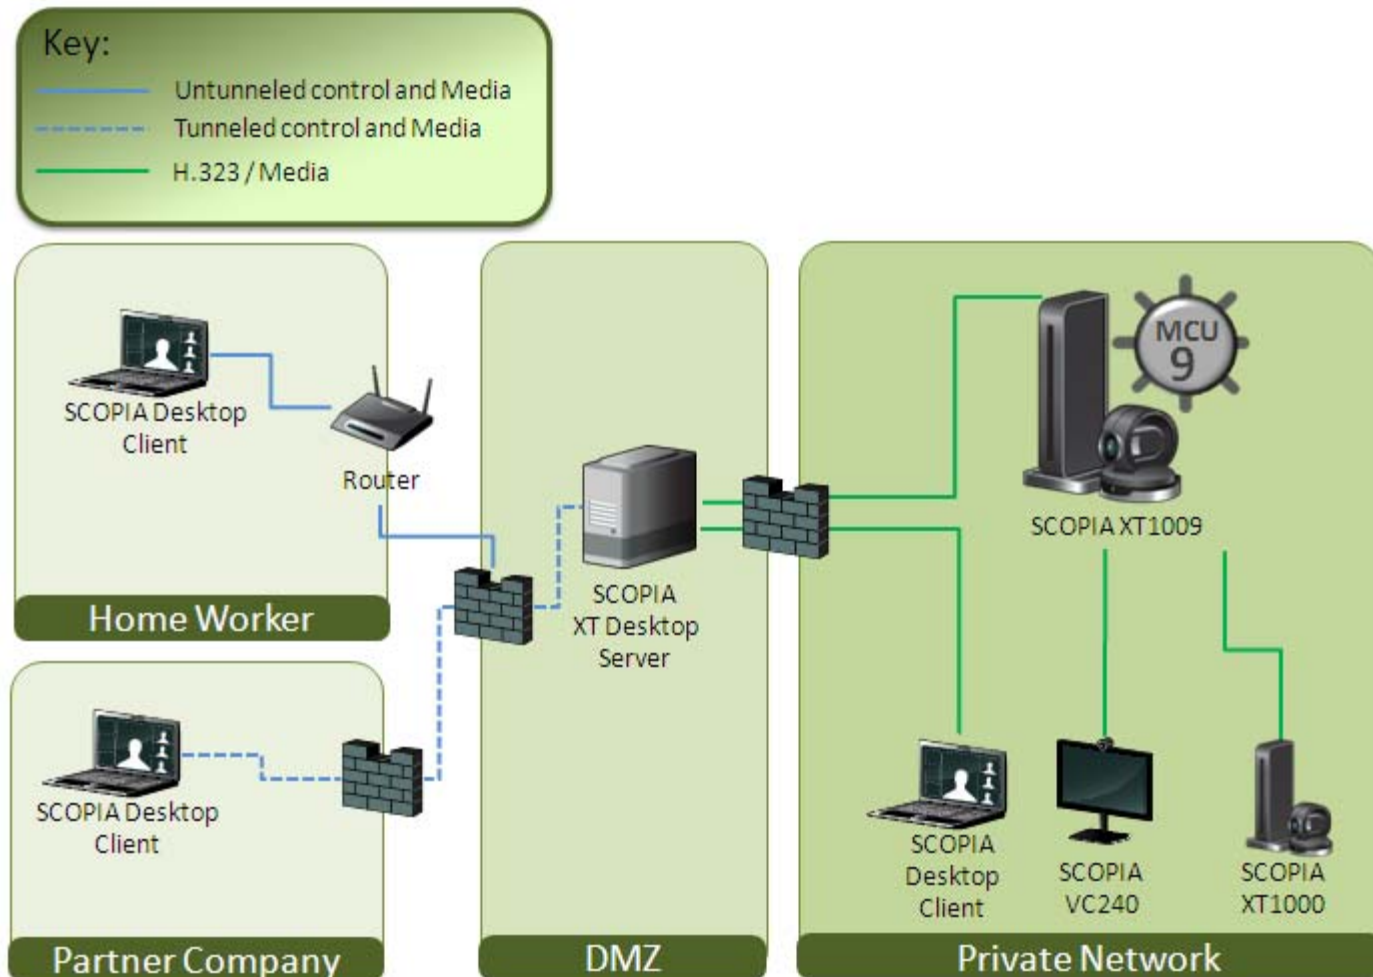 Key:
Untunneled control and Media
Tunneled control and Media
H.323 / Media
SCOPIA Desktop
Client
Router
Home Worker
SCOPIA Desktop
Client
Partner Company
SCOPIA
XT Desktop
Server
DMZ
MCU
9
SCOPIA XT1009
SCOPIA
Desktop
Client
SCOPIA
VC240
SCOPIA
XT1000
Private Network